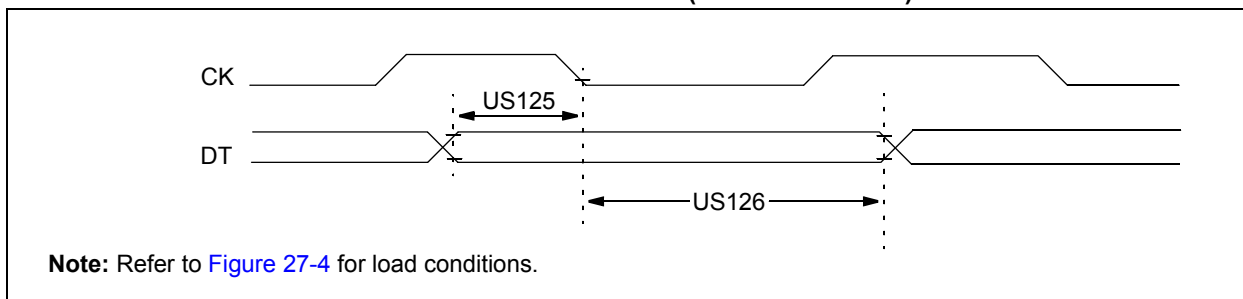 CK
US125
DT
US126
Note: Refer to Figure 27-4 for load conditions.